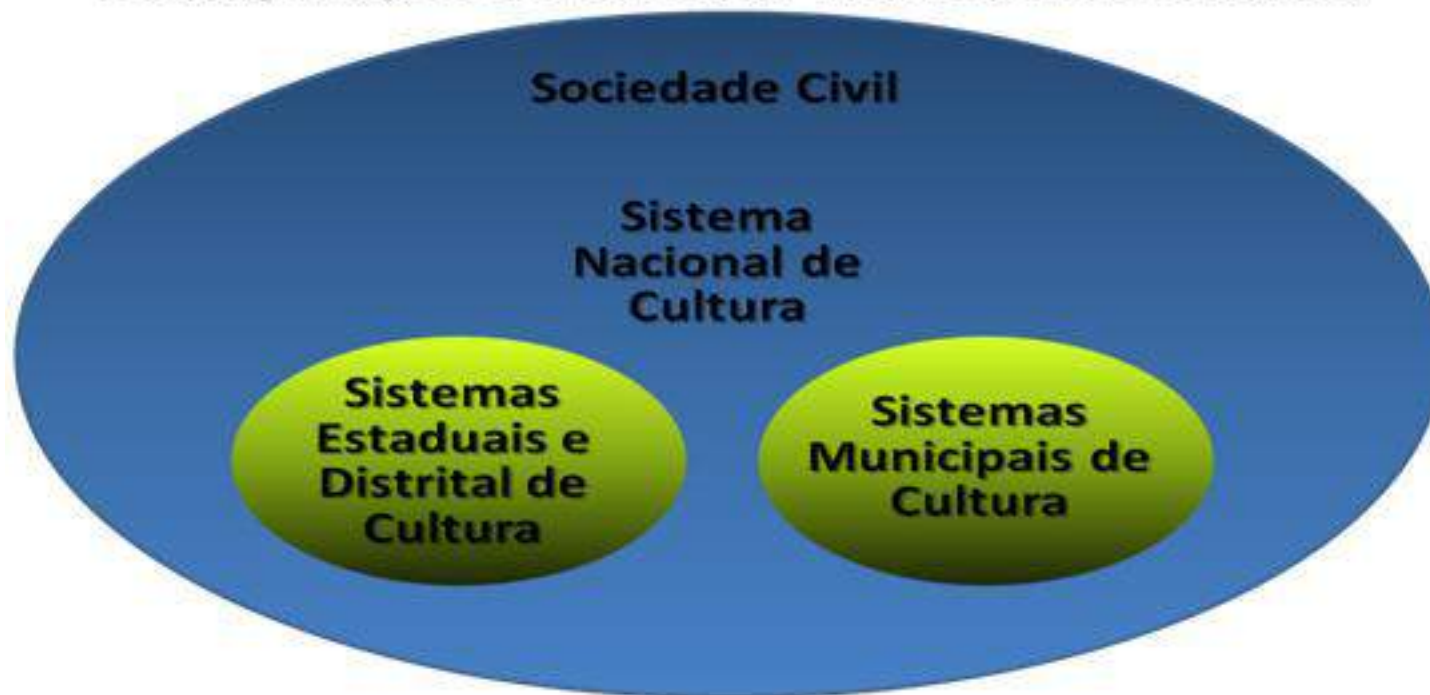 Sociedade Civil
Sistema
Nacional de
Cultura
Sistemas
Estaduais e
Distrital de
Cultura
Sistemas
Municipais de
Cultura